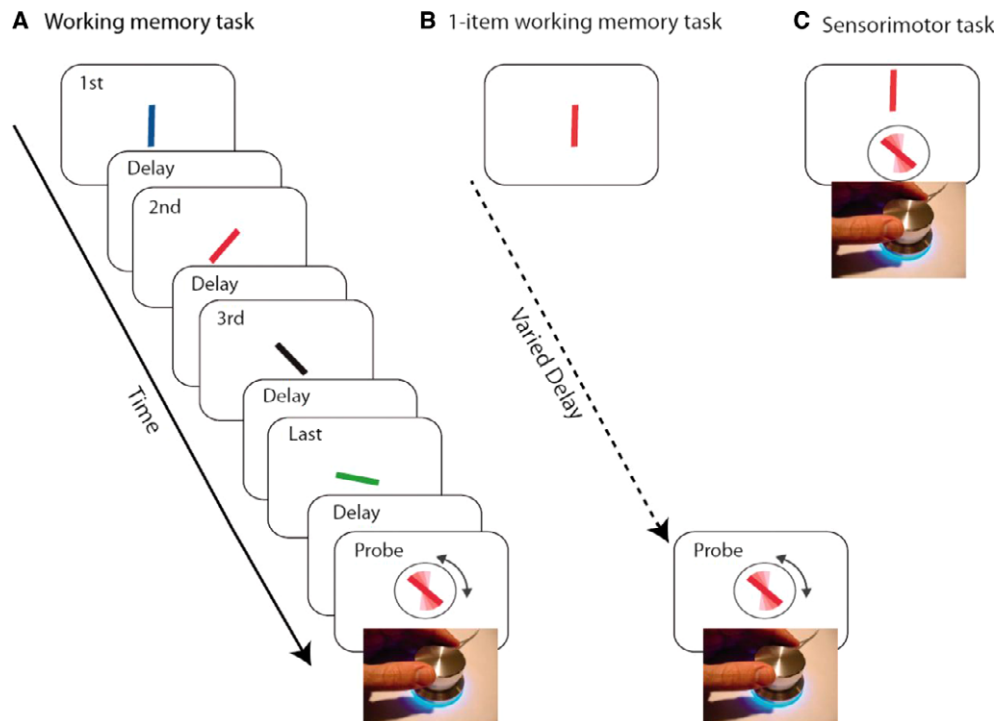 A Working memory task
1st
Delay
2nd
Delay
3rd
Delay
Last
Delay
Probe
Time
B 1-item working memory task
Varied Delay
Probe
C Sensorimotor task